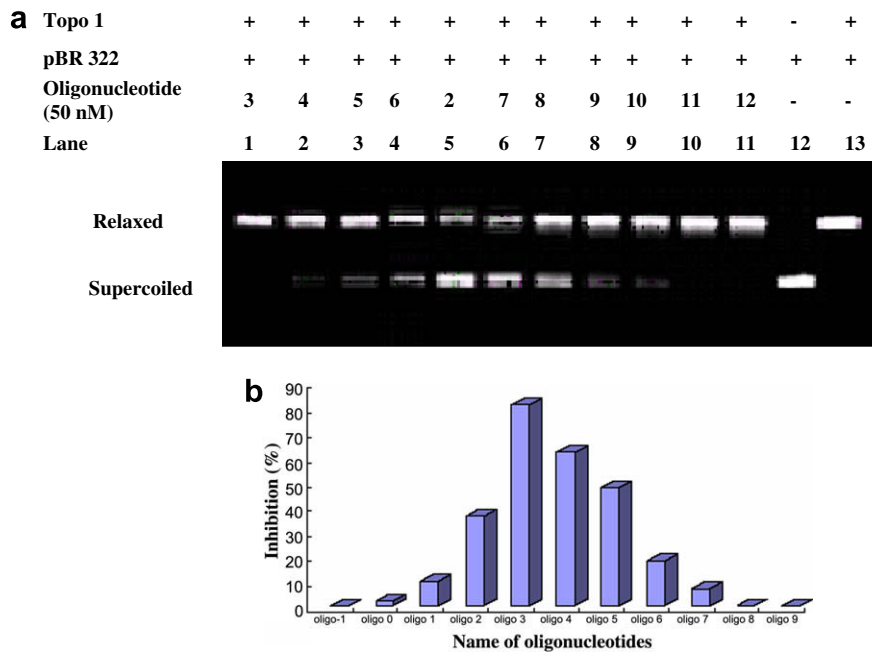 a
Topo 1 + + + + + + + + + + + - +
pBR 322 + + + + + + + + + + + + +
Oligonucleotide
(50 nM) 3 4 5 6 2 7 8 9 10 11 12 - -
Lane 1 2 3 4 5 6 7 8 9 10 11 12 13
Relaxed
Supercoiled
b
90
80
70
60
50
40
30
20
10
0
Inhibition (%)
oligo-1 oligo 0 oligo 1 oligo 2 oligo 3 oligo 4 oligo 5 oligo 6 oligo 7 oligo 8 oligo 9
Name of oligonucleotides